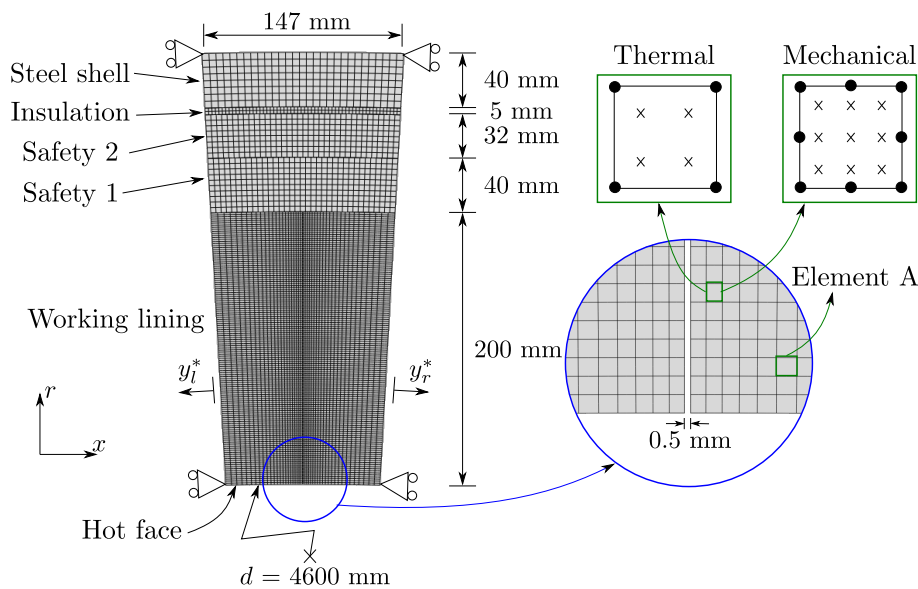 147 mm
Steel shell
Insulation
Safety 2
Safety 1
Working lining
40 mm
5 mm
32 mm
40 mm
200 mm
y*l
y*r
r
x
Hot face
d = 4600 mm
Thermal
Mechanical
Element A
0.5 mm